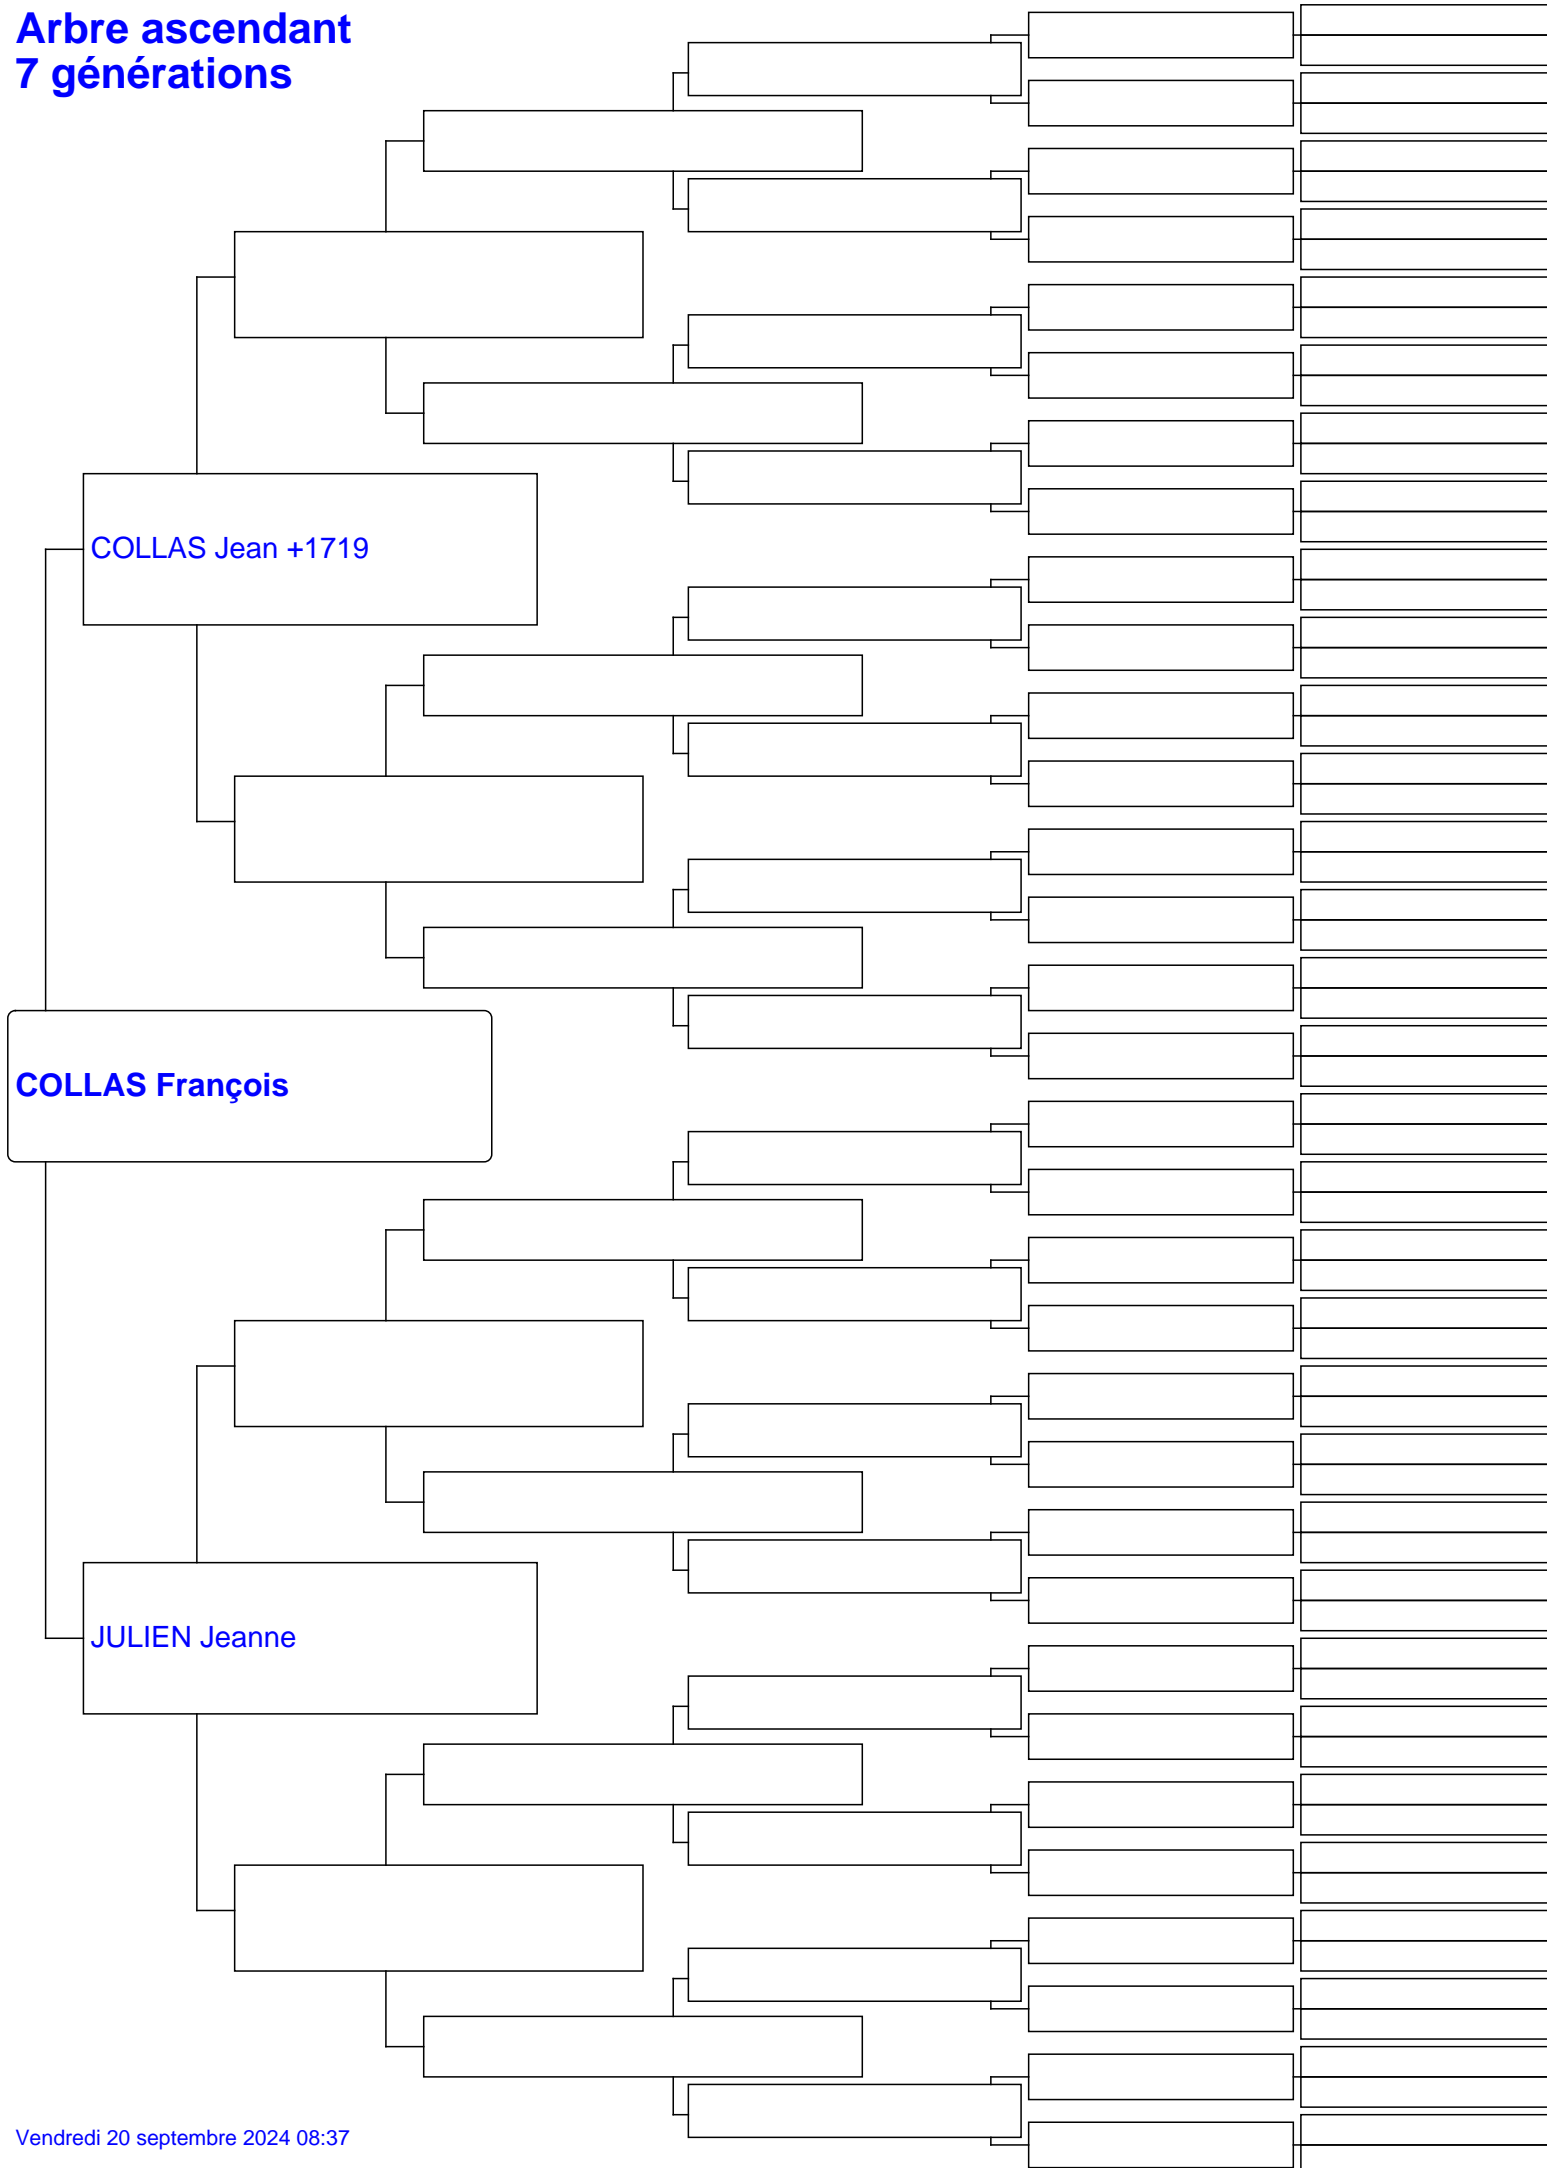 Arbre ascendant
7 générations
COLLAS Jean +1719
COLLAS François
JULIEN Jeanne
Vendredi 20 septembre 2024 08:37